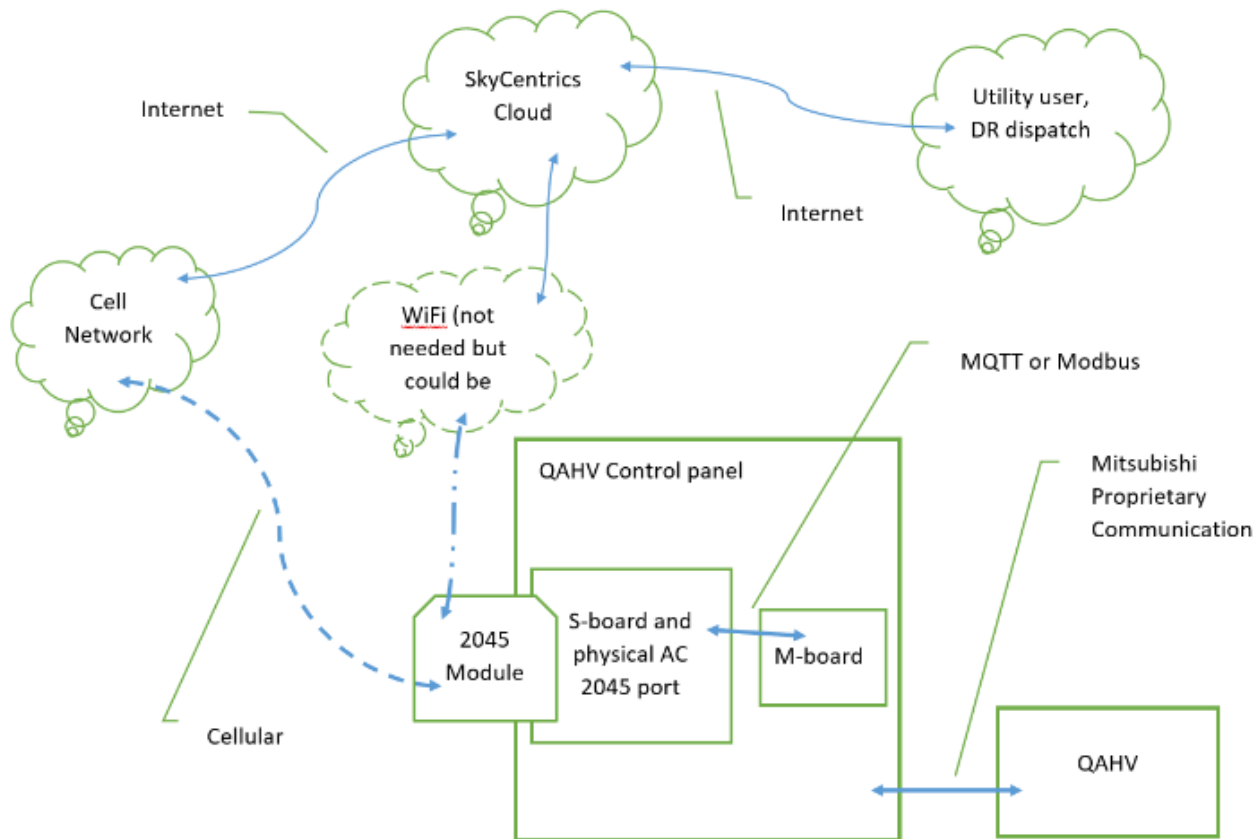 SkyCentrics
Cloud
Utility user,
DR dispatch
Internet
Internet
Cell
Network
WiFi (not
needed but
could be
MQTT or Modbus
QAHV Control panel
Mitsubishi
Proprietary
Communication
2045
Module
S-board and
physical AC
2045 port
M-board
Cellular
QAHV